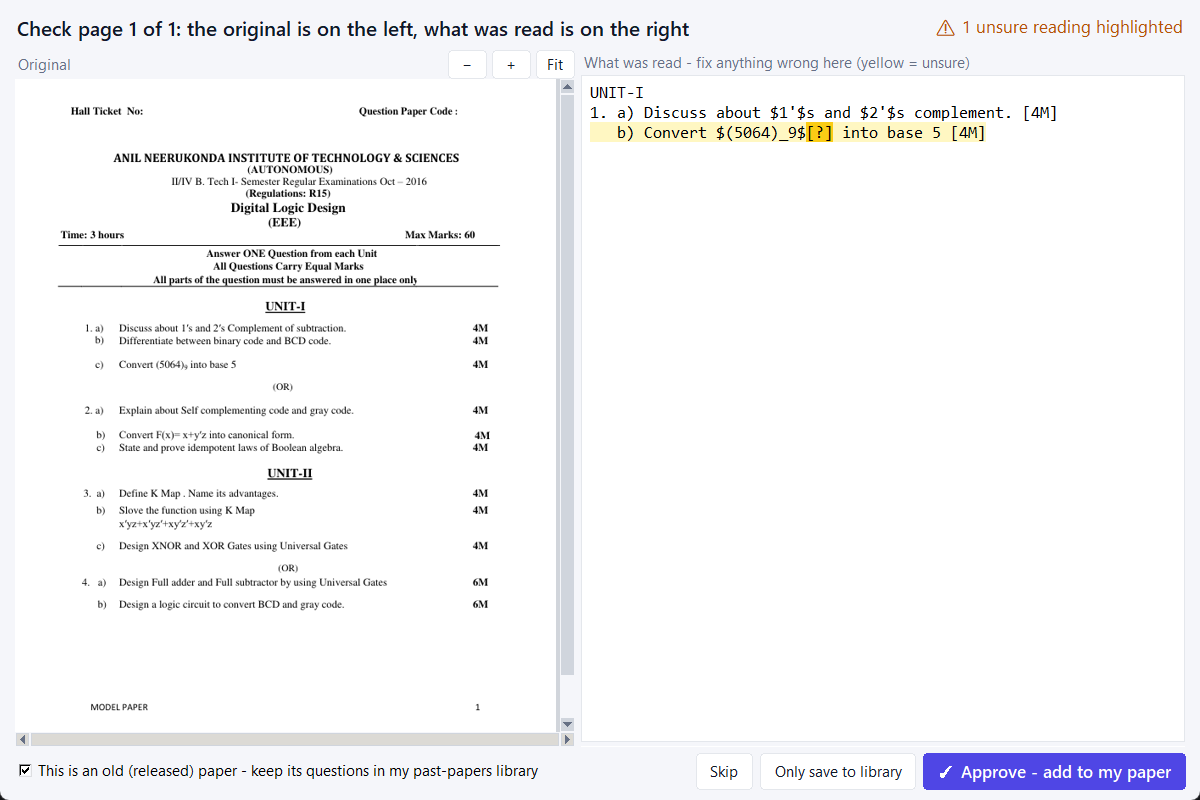 Check page 1 of 1: the original is on the left, what was read is on the right
⚠ 1 unsure reading highlighted
Original
− + Fit
What was read - fix anything wrong here (yellow = unsure)
Hall Ticket No: Question Paper Code :
ANIL NEERUKONDA INSTITUTE OF TECHNOLOGY & SCIENCES
(AUTONOMOUS)
II/IV B. Tech I- Semester Regular Examinations Oct – 2016
(Regulations: R15)
Digital Logic Design
(EEE)
Time: 3 hours Max Marks: 60
Answer ONE Question from each Unit
All Questions Carry Equal Marks
All parts of the question must be answered in one place only
UNIT-I
1. a) Discuss about 1's and 2's Complement of subtraction. 4M
b) Differentiate between binary code and BCD code. 4M
c) Convert (5064)₉ into base 5 4M
(OR)
2. a) Explain about Self complementing code and gray code. 4M
b) Convert F(x)= x+y'z into canonical form. 4M
c) State and prove idempotent laws of Boolean algebra. 4M
UNIT-II
3. a) Define K Map . Name its advantages. 4M
b) Slove the function using K Map 4M
x'yz+x'yz'+xy'z'+xy'z
c) Design XNOR and XOR Gates using Universal Gates 4M
(OR)
4. a) Design Full adder and Full subtractor by using Universal Gates 6M
b) Design a logic circuit to convert BCD and gray code. 6M
MODEL PAPER 1
UNIT-I
1. a) Discuss about $1'$s and $2'$s complement. [4M]
b) Convert $(5064)_9$[?] into base 5 [4M]
This is an old (released) paper - keep its questions in my past-papers library
Skip
Only save to library
✓ Approve - add to my paper